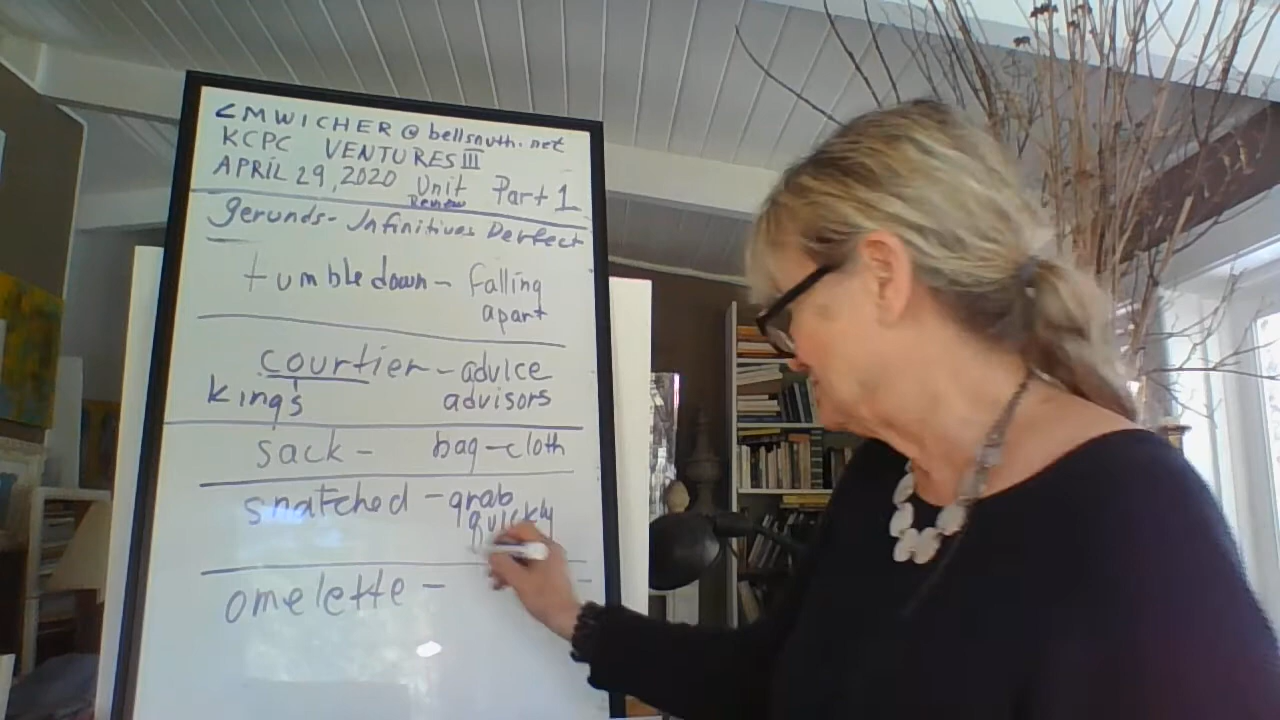 CMWICHER@bellsouth.net
KCPC VENTURES III
APRIL 29, 2020 Unit Review Part 1
gerunds- Infinitives Perfect
tumbledown- falling
apart
courtier - advice
king's advisors
sack - bag-cloth
snatched - grab
quickly
omelette -